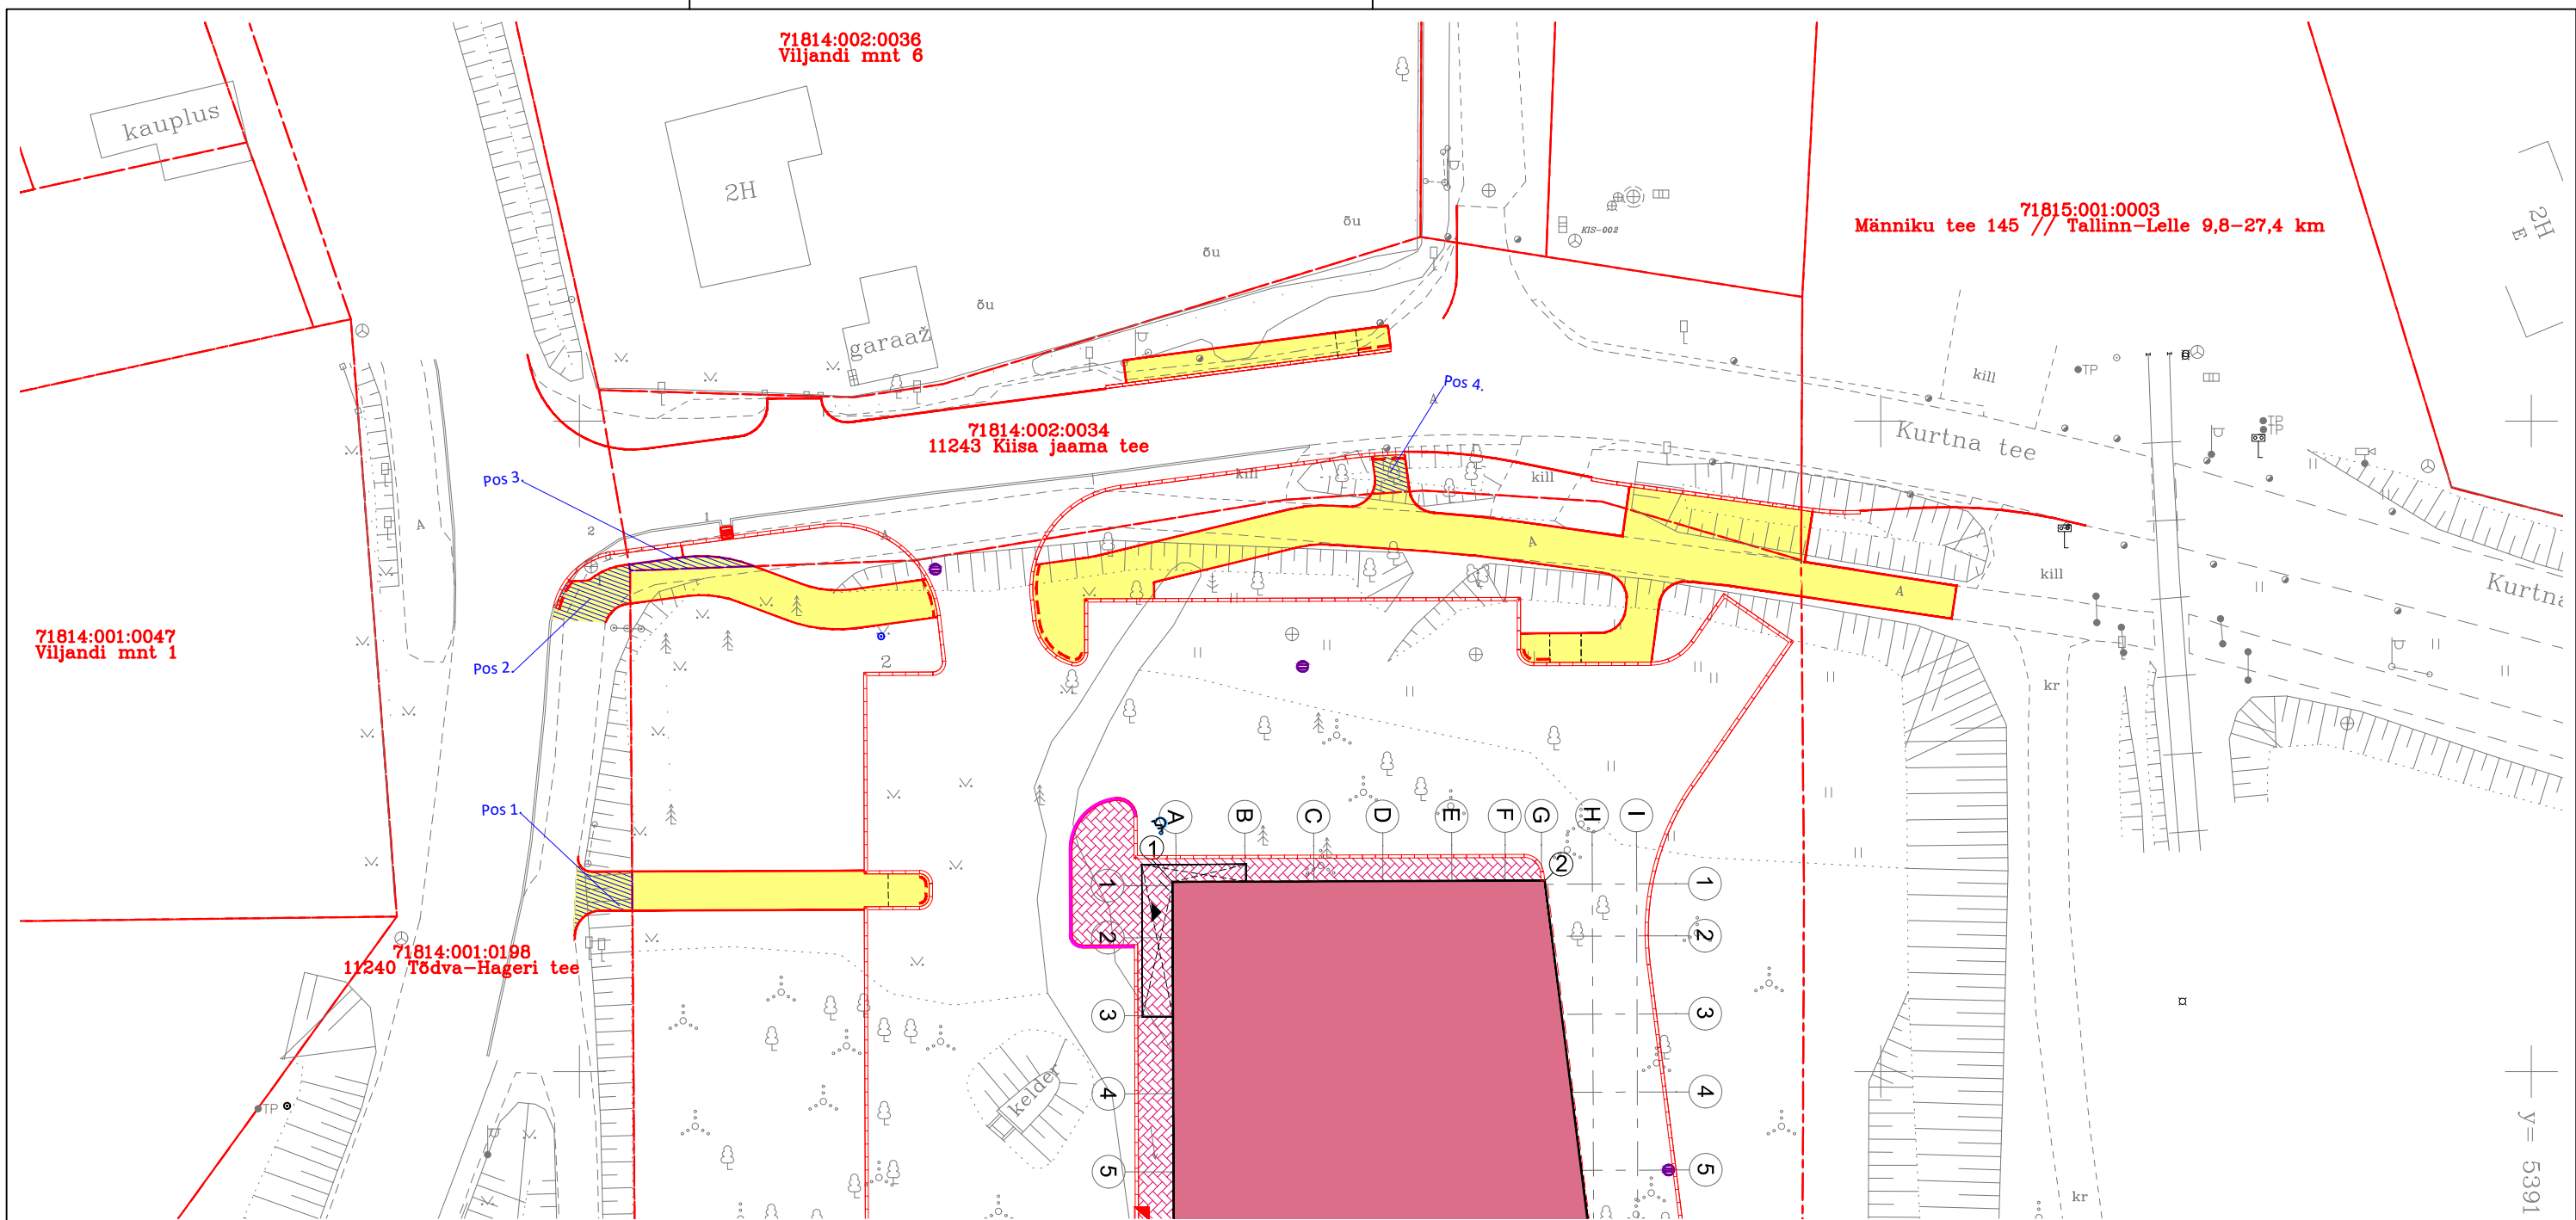 71814:002:0036
Viljandi mnt 6
kauplus
2H
õu
õu
õu
KIS-002
71815:001:0003
Männiku tee 145 // Tallinn-Lelle 9,8-27,4 km
2H
E
garaaž
kill
TP
TP
TP
Pos 4.
A
71814:002:0034
11243 Kiisa jaama tee
Kurtna tee
Pos 3.
kill
kill
1
2
2
A
A
A
A
kill
Kurtna
71814:001:0047
Viljandi mnt 1
Pos 2.
2
kr
Pos 1.
A
B
C
D
E
F
G
H
I
1
2
1
1
2
2
71814:001:0198
11240 Tõdva-Hageri tee
3
3
TP
kelder
4
4
5
5
kr
y= 5391